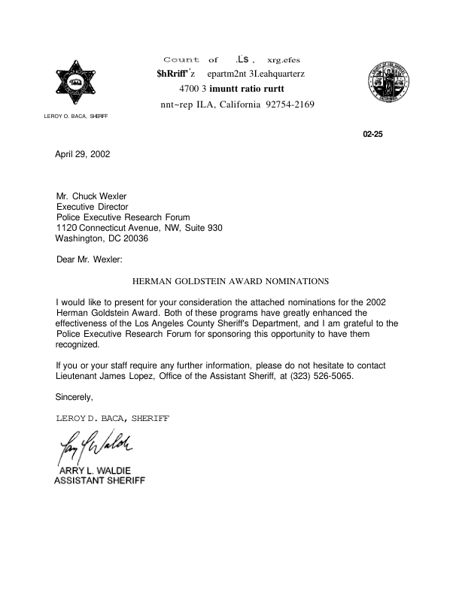 Count of .Ls . xrg.efes
$hRriff'z epartm2nt 3Leahquarterz
4700 3 imuntt ratio rurtt
nnt~rep ILA, California 92754-2169
LEROY O. BACA, SHERIFF
02-25
April 29, 2002
Mr. Chuck Wexler
Executive Director
Police Executive Research Forum
1120 Connecticut Avenue, NW, Suite 930
Washington, DC 20036
Dear Mr. Wexler:
HERMAN GOLDSTEIN AWARD NOMINATIONS
I would like to present for your consideration the attached nominations for the 2002
Herman Goldstein Award. Both of these programs have greatly enhanced the
effectiveness of the Los Angeles County Sheriff's Department, and I am grateful to the
Police Executive Research Forum for sponsoring this opportunity to have them
recognized.
If you or your staff require any further information, please do not hesitate to contact
Lieutenant James Lopez, Office of the Assistant Sheriff, at (323) 526-5065.
Sincerely,
LEROY D. BACA, SHERIFF
ARRY L. WALDIE
ASSISTANT SHERIFF